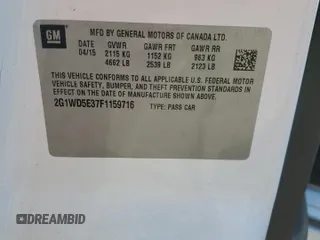 GM
MFD BY GENERAL MOTORS OF CANADA LTD.
DATE GVWR GAWR FRT GAWR RR
04/15 2115 KG 1152 KG 963 KG
4662 LB 2539 LB 2123 LB
THIS VEHICLE CONFORMS TO ALL APPLICABLE U.S. FEDERAL MOTOR
VEHICLE SAFETY, BUMPER, AND THEFT PREVENTION STANDARDS IN
EFFECT ON THE DATE OF MANUFACTURE SHOWN ABOVE.
2G1WD5E37F1159716 TYPE: PASS CAR
DREAMBID